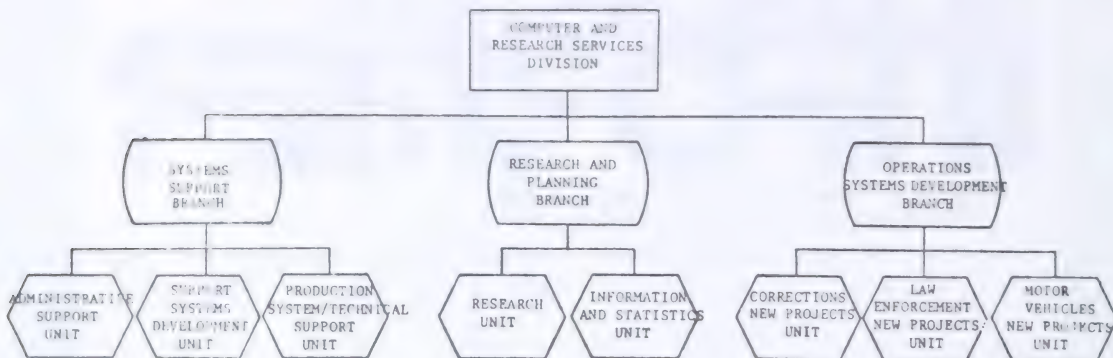 COMPUTER AND
RESEARCH SERVICES
DIVISION
SYSTEMS
SUPPORT
BRANCH
RESEARCH AND
PLANNING
BRANCH
OPERATIONS
SYSTEMS DEVELOPMENT
BRANCH
ADMINISTRATIVE
SUPPORT
UNIT
SUPPORT
SYSTEMS
DEVELOPMENT
UNIT
PRODUCTION
SYSTEM/TECHNICAL
SUPPORT
UNIT
RESEARCH
UNIT
INFORMATION
AND STATISTICS
UNIT
CORRECTIONS
NEW PROJECTS
UNIT
LAW
ENFORCEMENT
NEW PROJECTS
UNIT
MOTOR
VEHICLES
NEW PROJECTS
UNIT